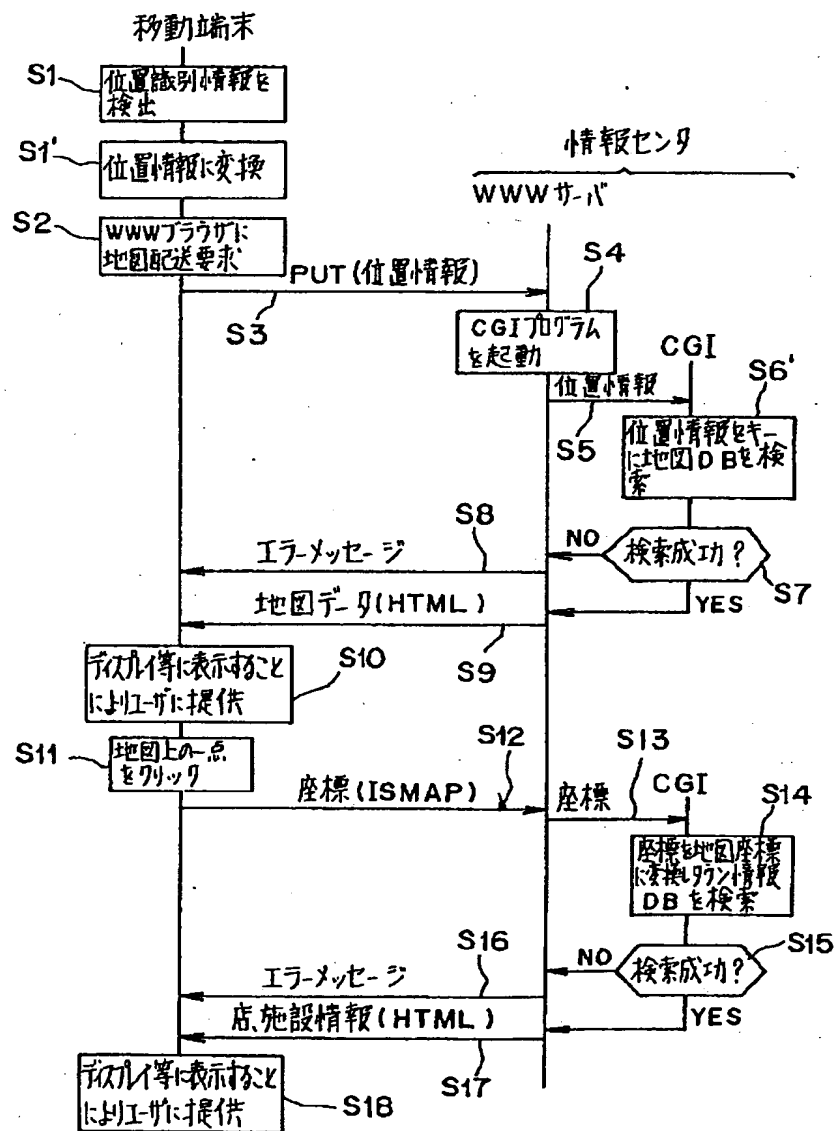 移動端末
S1
位置識別情報を
検出
S1'
位置情報に変換
情報センタ
WWWサーバ
S2
WWWブラウザに
地図配送要求
PUT(位置情報)
S3
S4
CGIプログラム
を起動
CGI
位置情報
S5
S6'
位置情報をキー
に地図DBを検
索
S8
エラーメッセージ
NO
検索成功?
S7
YES
地図データ(HTML)
S9
ディスプレイ等に表示すること
によりユーザに提供
S10
S11
地図上の一点
をクリック
S12
座標(ISMAP)
S13
座標
CGI
S14
座標を地図座標
に変換しタウン情報
DBを検索
S16
エラーメッセージ
NO
検索成功?
S15
YES
店、施設情報(HTML)
S17
ディスプレイ等に表示すること
によりユーザに提供
S18